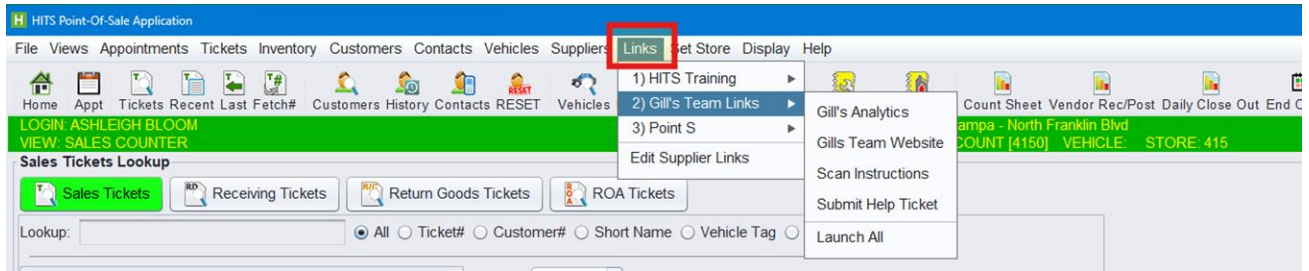 HITS Point-Of-Sale Application
File Views Appointments Tickets Inventory Customers Contacts Vehicles Suppliers Links Set Store Display Help
Home Appt Tickets Recent Last Fetch# Customers History Contacts RESET Vehicles Count Sheet Vendor Rec/Post Daily Close Out End
1) HITS Training
2) Gill's Team Links
3) Point S
Edit Supplier Links
Gill's Analytics
Gills Team Website
Scan Instructions
Submit Help Ticket
Launch All
LOGIN: ASHLEIGH BLOOM
North Franklin Blvd
VIEW: SALES COUNTER
[4150] VEHICLE: STORE: 415
Sales Tickets Lookup
Sales Tickets Receiving Tickets Return Goods Tickets ROA Tickets
Lookup: All Ticket# Customer# Short Name Vehicle Tag